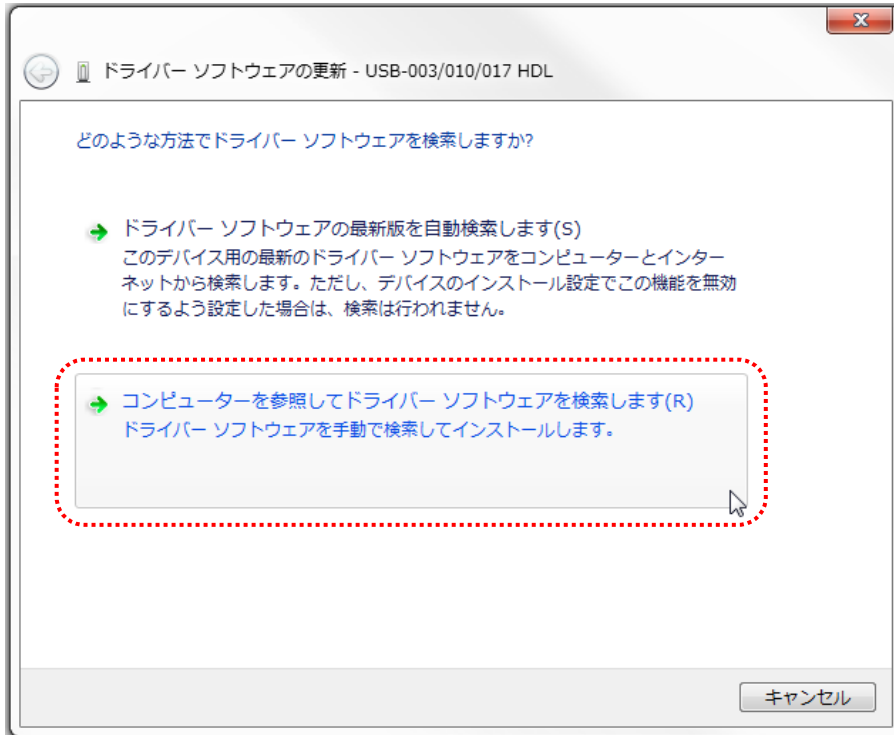 ドライバー ソフトウェアの更新 - USB-003/010/017 HDL
どのような方法でドライバー ソフトウェアを検索しますか?
ドライバー ソフトウェアの最新版を自動検索します(S)
このデバイス用の最新のドライバー ソフトウェアをコンピューターとインター
ネットから検索します。ただし、デバイスのインストール設定でこの機能を無効
にするよう設定した場合は、検索は行われません。
コンピューターを参照してドライバー ソフトウェアを検索します(R)
ドライバー ソフトウェアを手動で検索してインストールします。
キャンセル